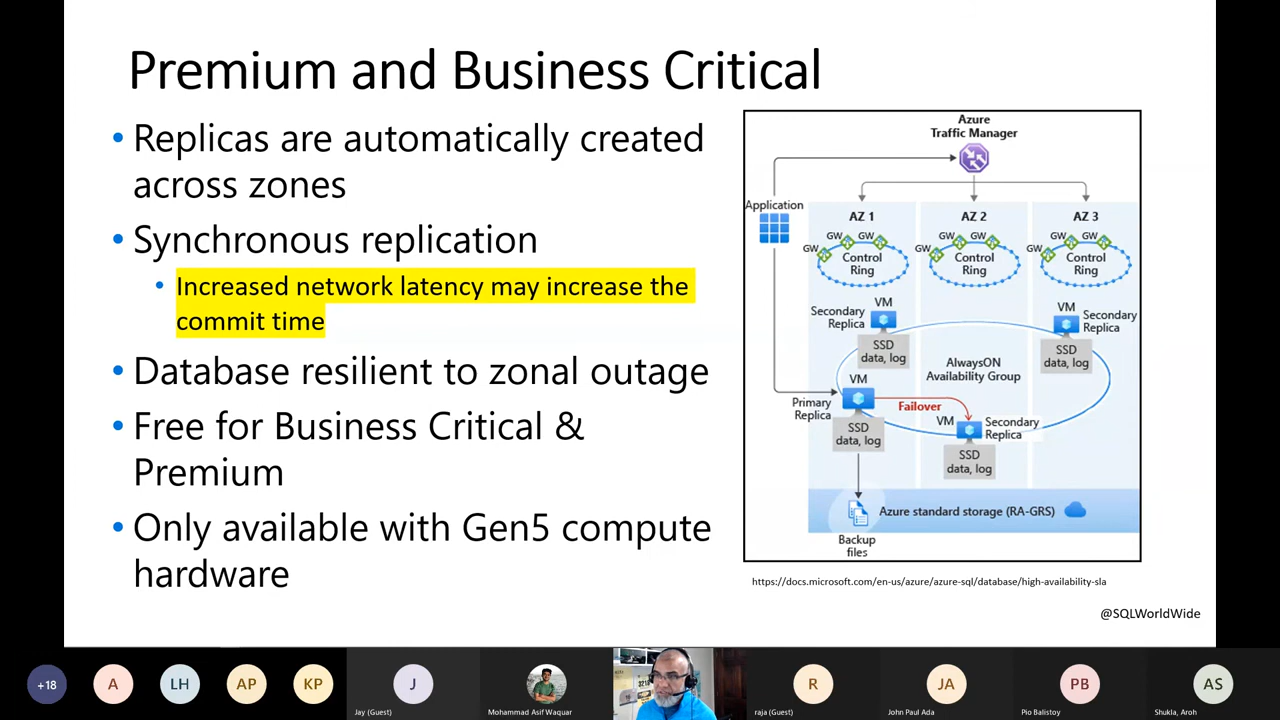 Premium and Business Critical
• Replicas are automatically created
across zones
• Synchronous replication
• Increased network latency may increase the
commit time
• Database resilient to zonal outage
• Free for Business Critical &
Premium
• Only available with Gen5 compute
hardware
Azure
Traffic Manager
Application
AZ 1
AZ 2
AZ 3
GW
GW
GW
Control
Ring
GW
GW
GW
Control
Ring
GW
GW
GW
Control
Ring
Secondary
Replica
VM
SSD
data, log
VM
Secondary
Replica
SSD
data, log
AlwaysON
Availability Group
VM
Primary
Replica
SSD
data, log
Failover
VM
Secondary
Replica
SSD
data, log
Azure standard storage (RA-GRS)
Backup
files
https://docs.microsoft.com/en-us/azure/azure-sql/database/high-availability-sla
@SQLWorldWide
+18
A
LH
AP
KP
J
Jay (Guest)
Mohammad Asif Waquar
R
raja (Guest)
JA
John Paul Ada
PB
Pio Balistoy
AS
Shukla, Aroh